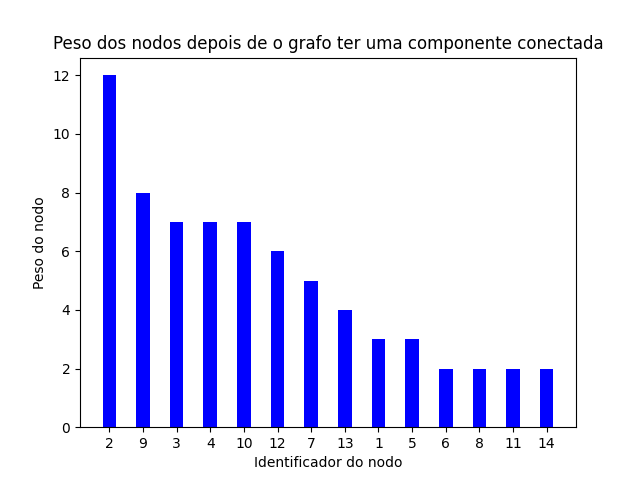 Peso dos nodos depois de o grafo ter uma componente conectada
12
10
8
6
4
2
0
Peso do nodo
2 9 3 4 10 12 7 13 1 5 6 8 11 14
Identificador do nodo